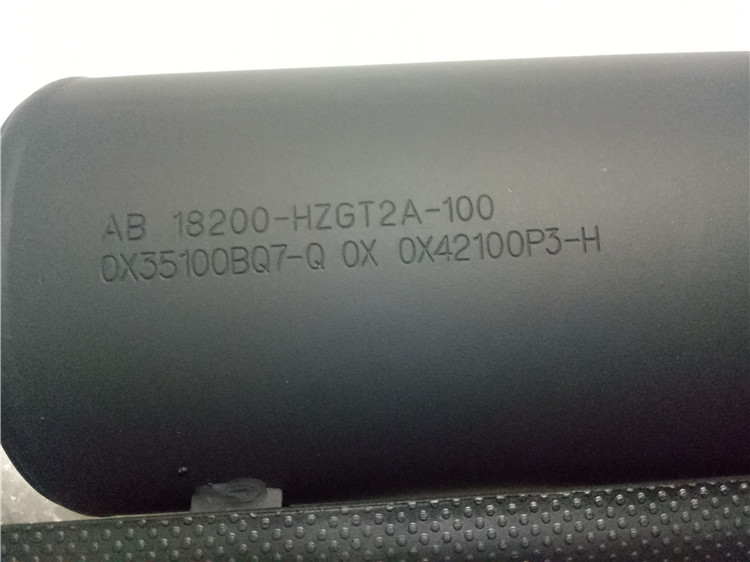 AB 18200-HZGT2A-100
0X35100BQ7-Q 0X 0X42100P3-H